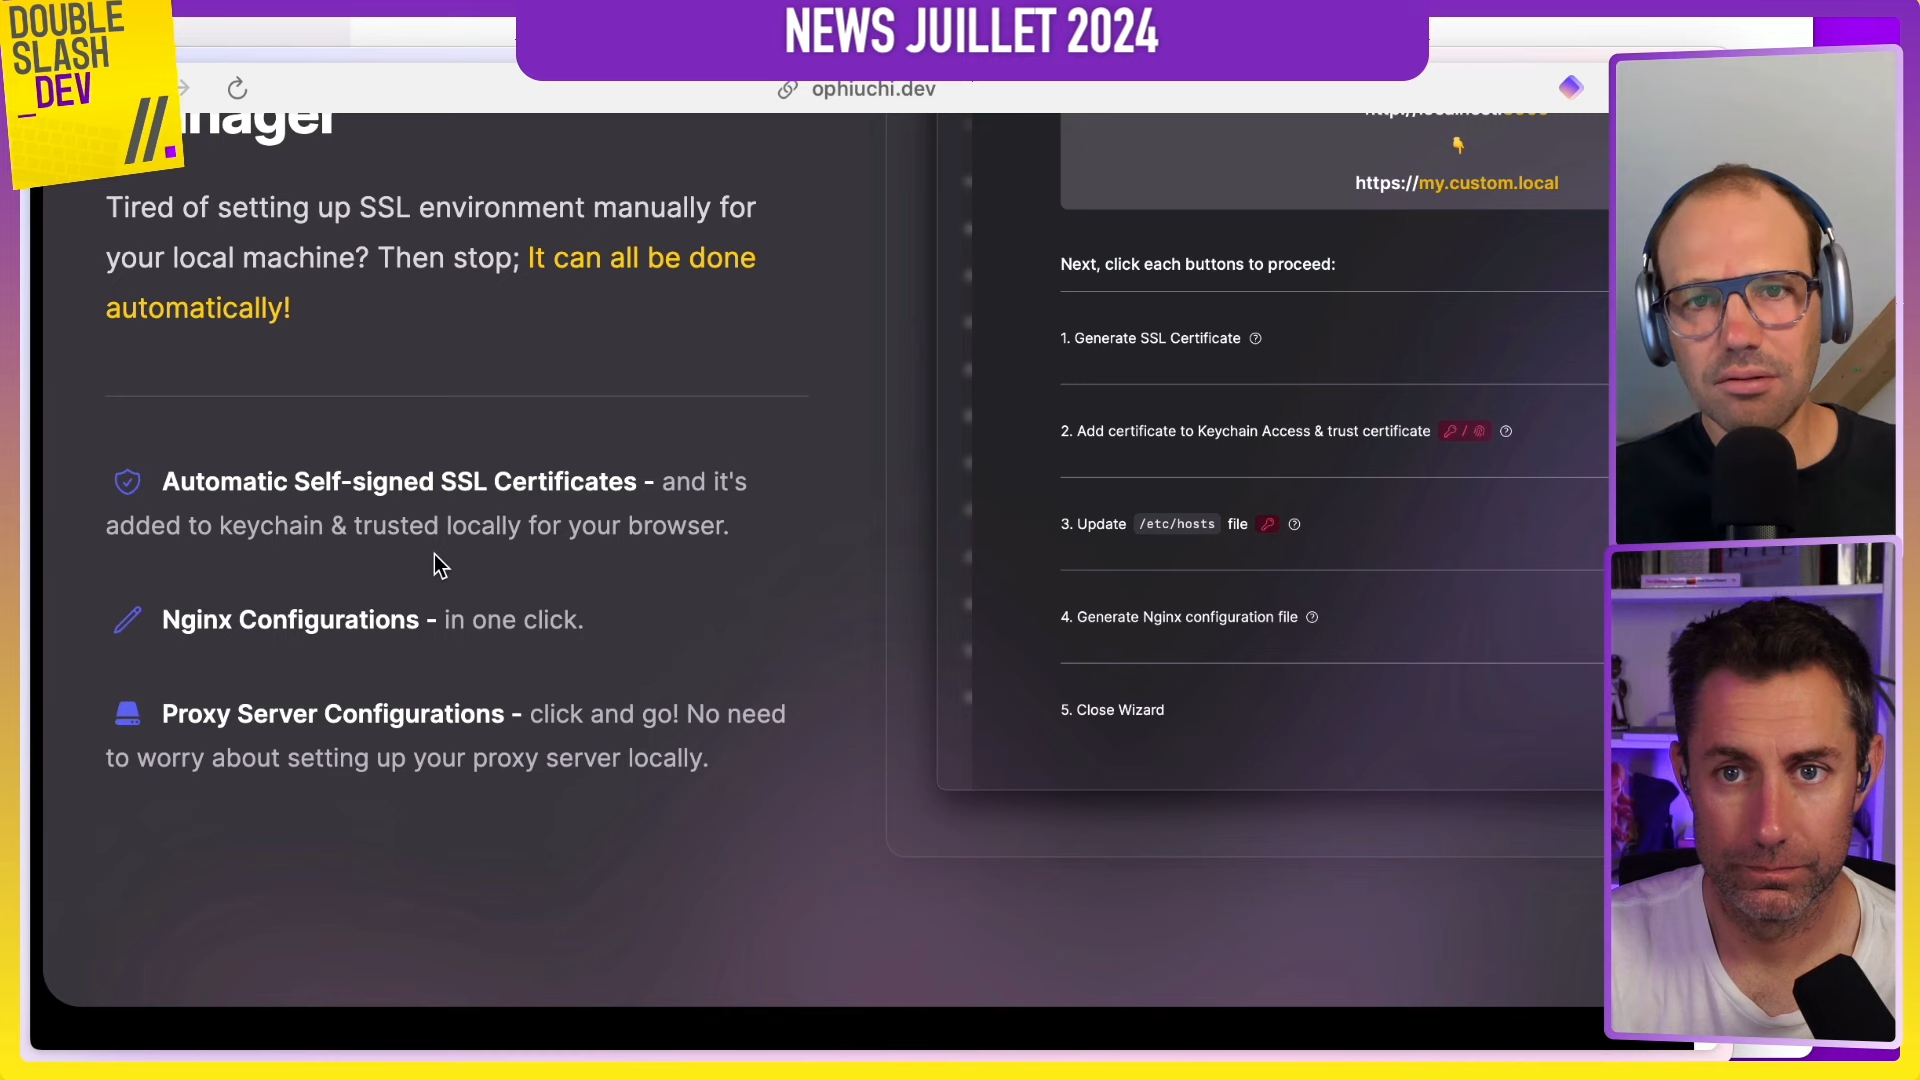 DOUBLE
SLASH
_DEV
//.
NEWS JUILLET 2024
ophiuchi.dev
Tired of setting up SSL environment manually for
your local machine? Then stop; It can all be done
automatically!
Automatic Self-signed SSL Certificates - and it's
added to keychain & trusted locally for your browser.
Nginx Configurations - in one click.
Proxy Server Configurations - click and go! No need
to worry about setting up your proxy server locally.
👇
https://my.custom.local
Next, click each buttons to proceed:
1. Generate SSL Certificate
2. Add certificate to Keychain Access & trust certificate
3. Update /etc/hosts file
4. Generate Nginx configuration file
5. Close Wizard